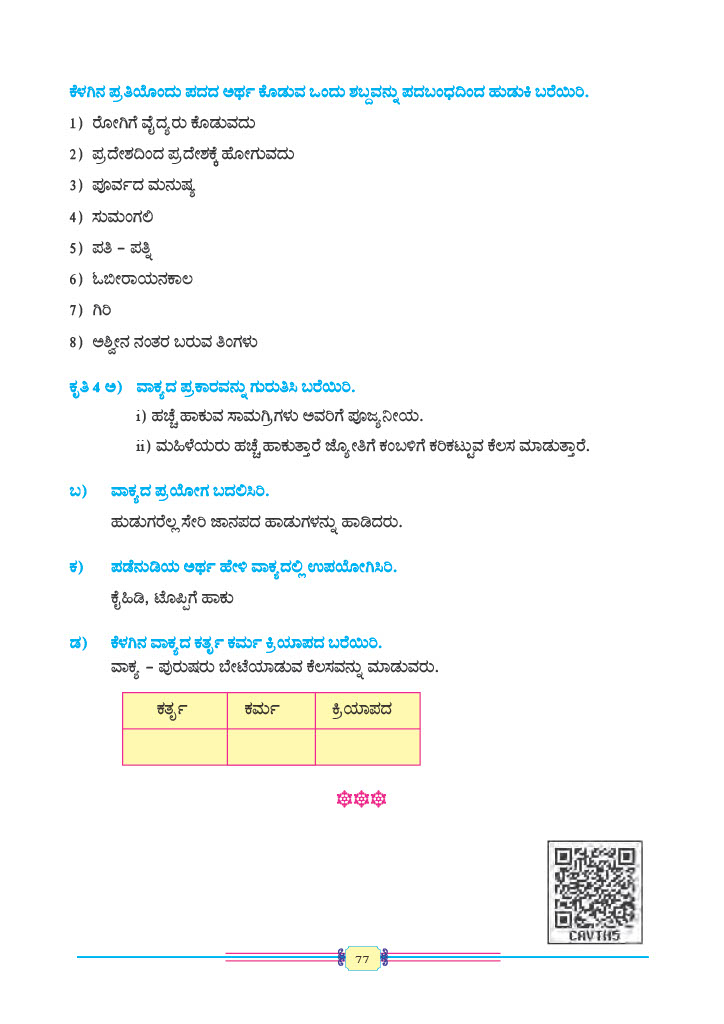 ಕೆಳಗಿನ ಪ್ರತಿಯೊಂದು ಪದದ ಅರ್ಥ ಕೊಡುವ ಒಂದು ಶಬ್ದವನ್ನು ಪದಬಂಧದಿಂದ ಹುಡುಕಿ ಬರೆಯಿರಿ.
1) ರೋಗಿಗೆ ವೈದ್ಯರು ಕೊಡುವದು
2) ಪ್ರದೇಶದಿಂದ ಪ್ರದೇಶಕ್ಕೆ ಹೋಗುವದು
3) ಪೂರ್ವದ ಮನುಷ್ಯ
4) ಸುಮಂಗಲಿ
5) ಪತಿ – ಪತ್ನಿ
6) ಓಬೀರಾಯನಕಾಲ
7) ಗಿರಿ
8) ಅಶ್ವೀನ ನಂತರ ಬರುವ ತಿಂಗಳು
ಕೃತಿ 4 ಅ) ವಾಕ್ಯದ ಪ್ರಕಾರವನ್ನು ಗುರುತಿಸಿ ಬರೆಯಿರಿ.
i) ಹಚ್ಚೆ ಹಾಕುವ ಸಾಮಗ್ರಿಗಳು ಅವರಿಗೆ ಪೂಜ್ಯನೀಯ.
ii) ಮಹಿಳೆಯರು ಹಚ್ಚೆ ಹಾಕುತ್ತಾರೆ ಜ್ಯೋತಿಗೆ ಕಂಬಳಿಗೆ ಕರಿಕಟ್ಟುವ ಕೆಲಸ ಮಾಡುತ್ತಾರೆ.
ಬ) ವಾಕ್ಯದ ಪ್ರಯೋಗ ಬದಲಿಸಿರಿ.
ಹುಡುಗರೆಲ್ಲ ಸೇರಿ ಜಾನಪದ ಹಾಡುಗಳನ್ನು ಹಾಡಿದರು.
ಕ) ಪಡೆನುಡಿಯ ಅರ್ಥ ಹೇಳಿ ವಾಕ್ಯದಲ್ಲಿ ಉಪಯೋಗಿಸಿರಿ.
ಕೈಹಿಡಿ, ಟೊಪ್ಪಿಗೆ ಹಾಕು
ಡ) ಕೆಳಗಿನ ವಾಕ್ಯದ ಕರ್ತೃ ಕರ್ಮ ಕ್ರಿಯಾಪದ ಬರೆಯಿರಿ.
ವಾಕ್ಯ – ಪುರುಷರು ಬೇಟೆಯಾಡುವ ಕೆಲಸವನ್ನು ಮಾಡುವರು.
ಕರ್ತೃ ಕರ್ಮ ಕ್ರಿಯಾಪದ
CAVTH5
77